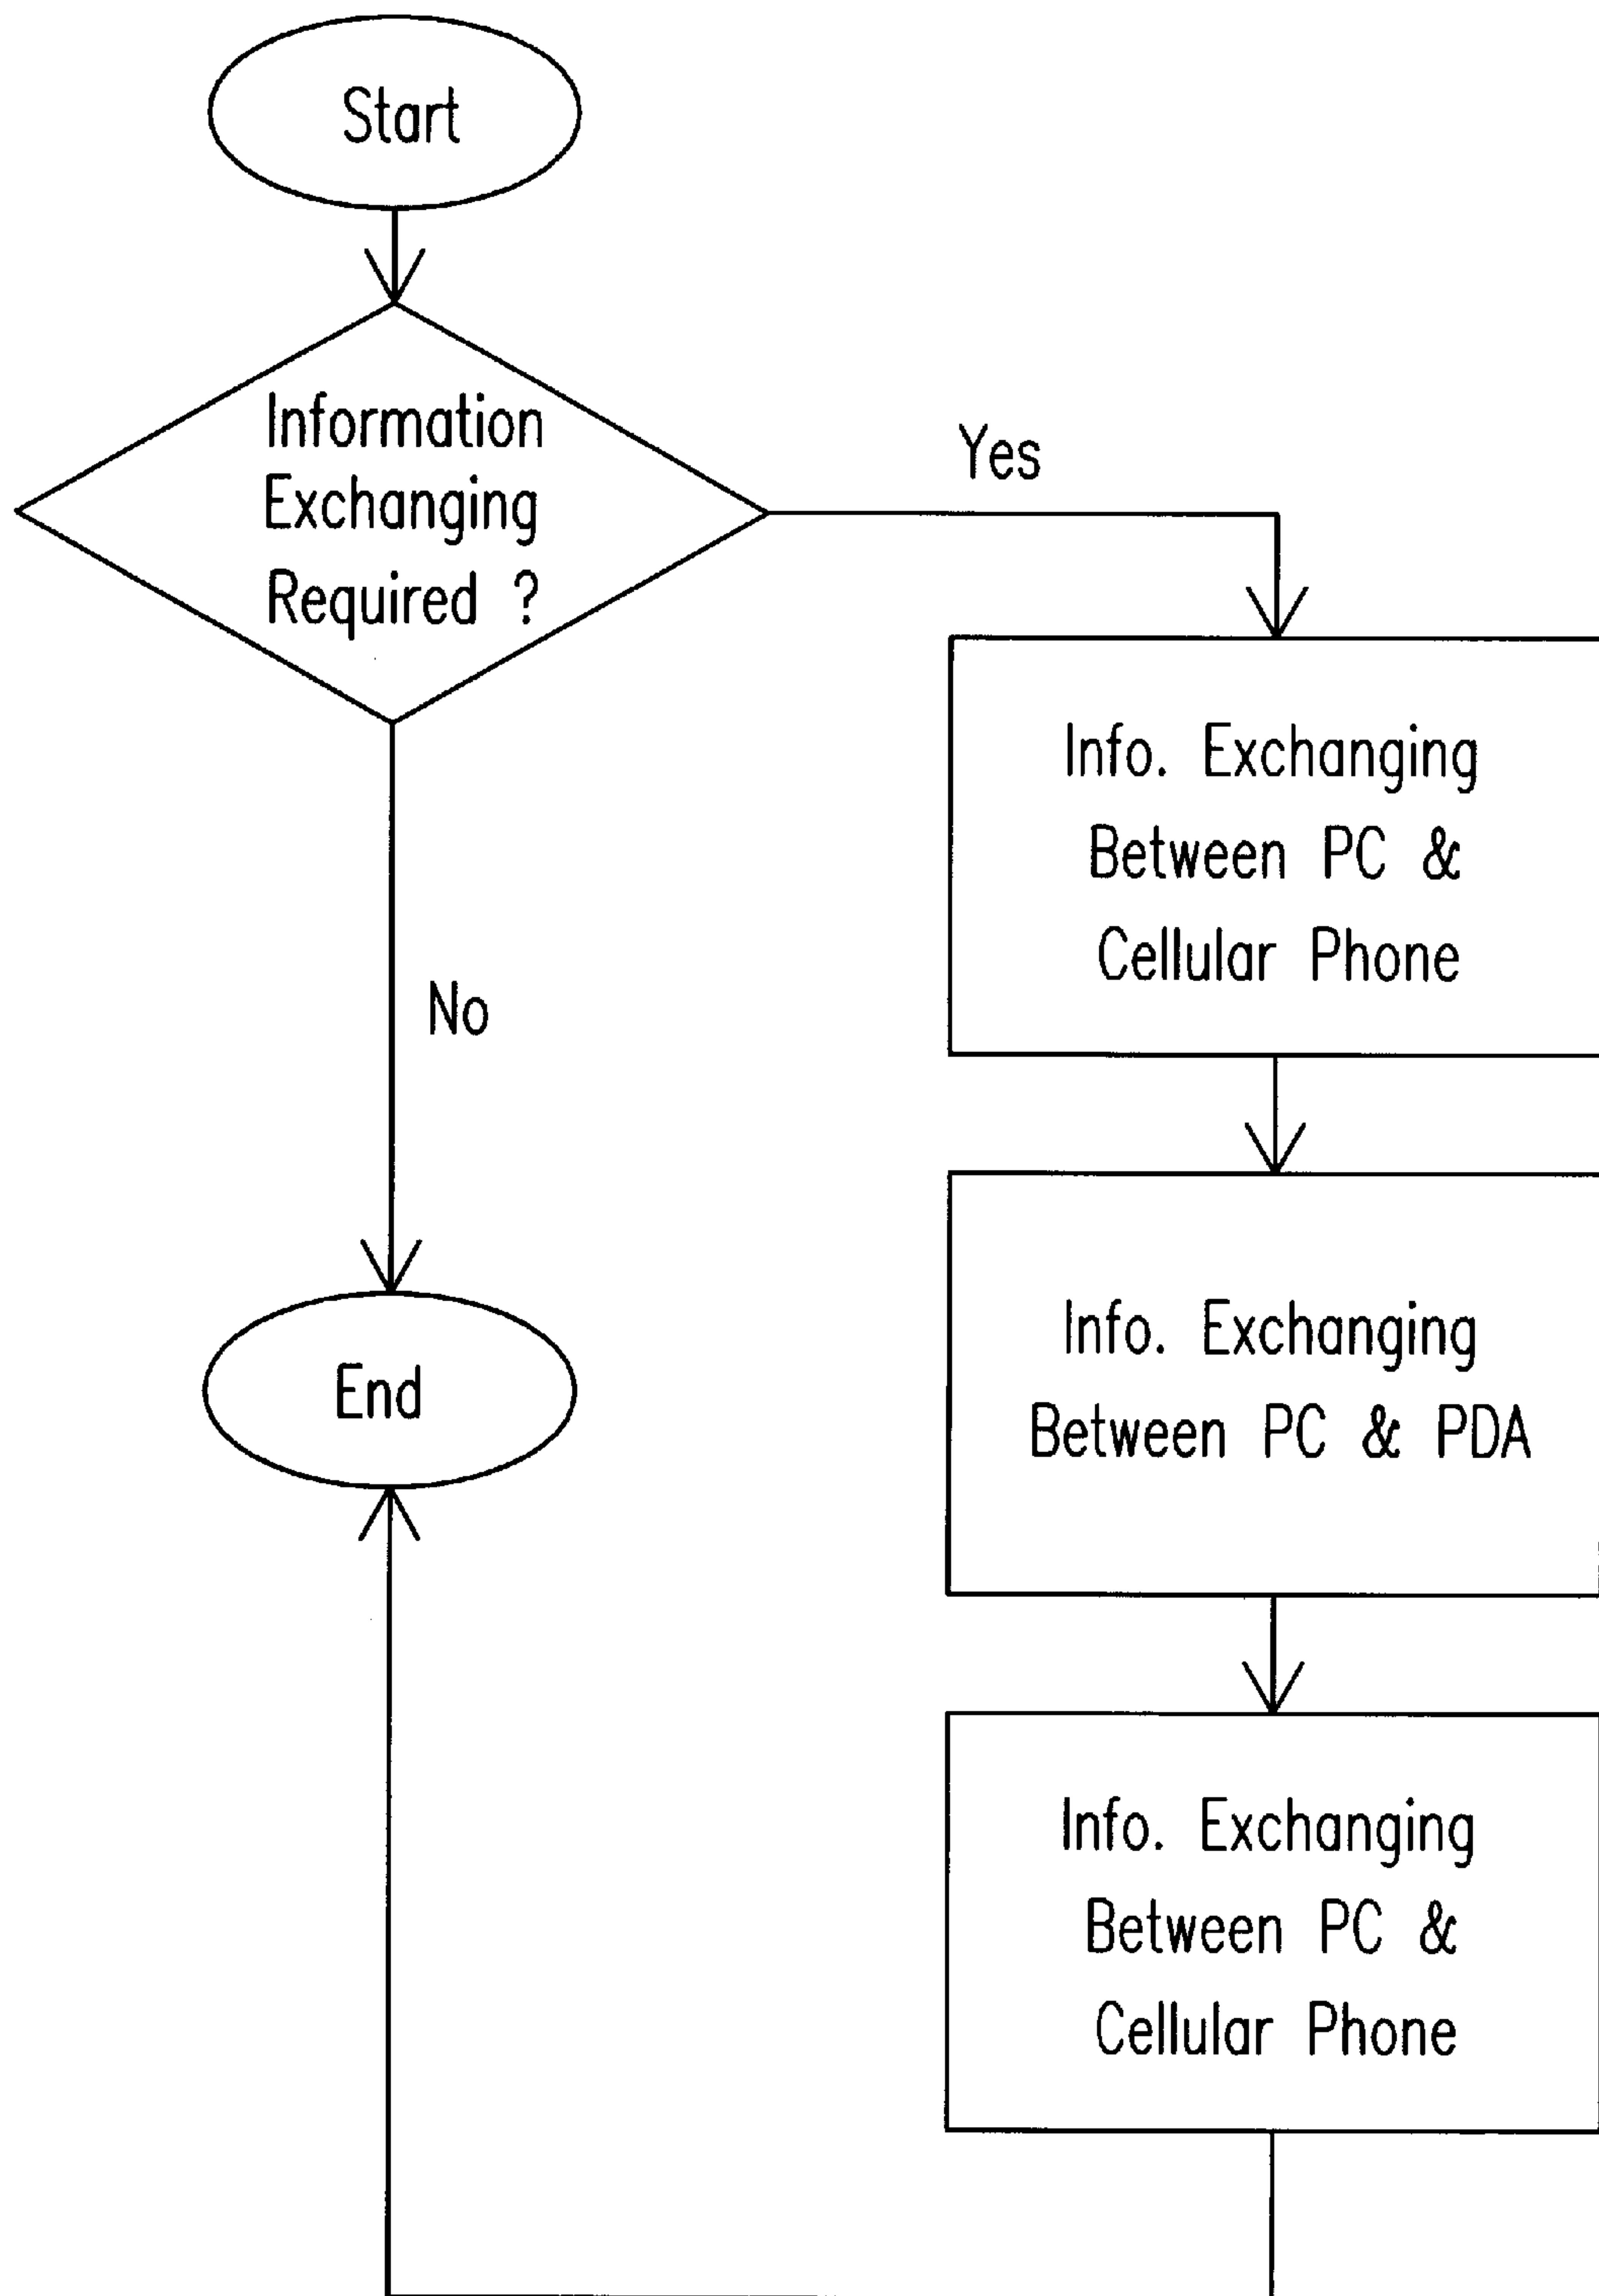 Start
Information
Exchanging
Required ?
Yes
Info. Exchanging
Between PC &
Cellular Phone
No
Info. Exchanging
Between PC & PDA
End
Info. Exchanging
Between PC &
Cellular Phone